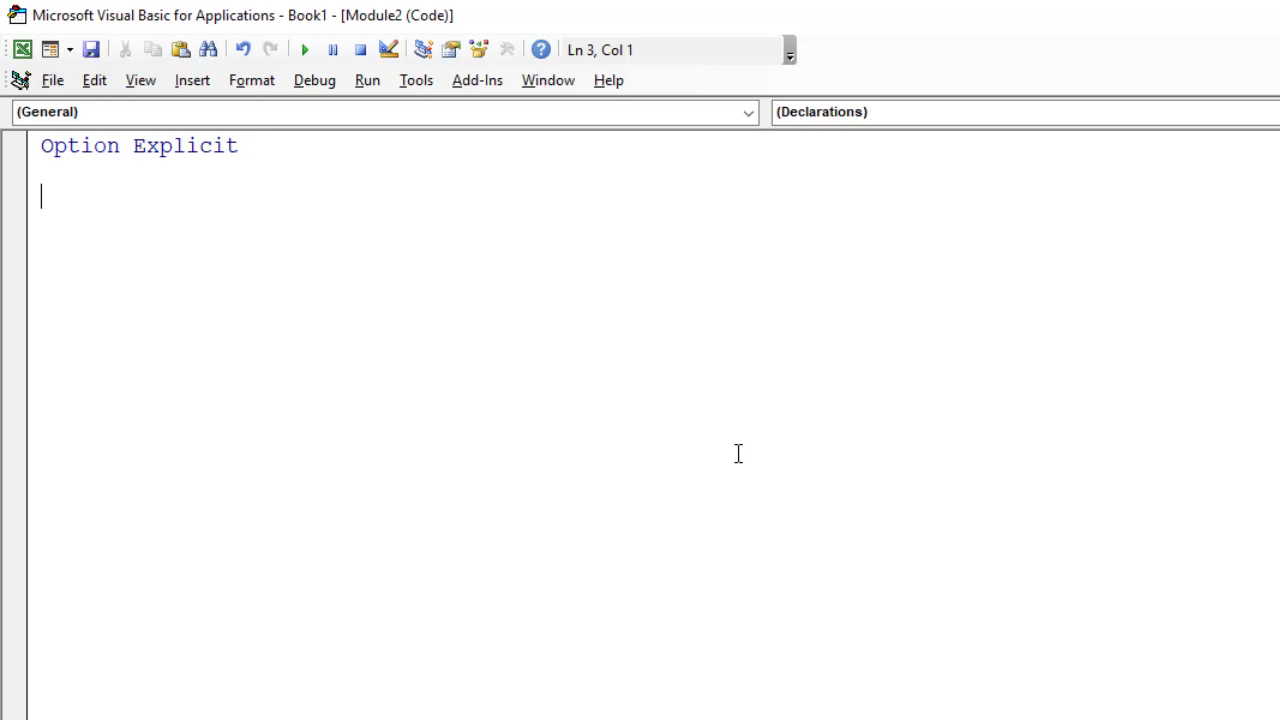 Microsoft Visual Basic for Applications - Book1 - [Module2 (Code)]
Ln 3, Col 1
File Edit View Insert Format Debug Run Tools Add-Ins Window Help
(General) (Declarations)
Option Explicit